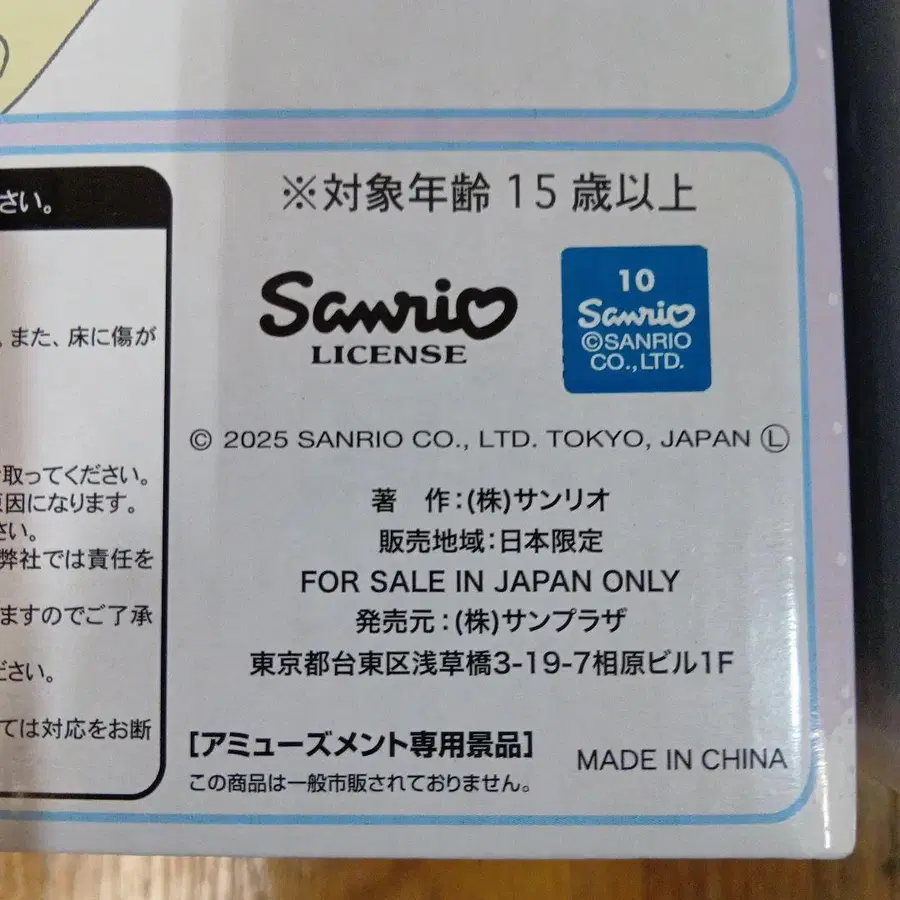 さい。
。また、床に傷が
取ってください。
原因になります。
さい。
弊社では責任を
ますのでご了承
ださい。
ては対応をお断
※対象年齢 15 歳以上
Sanrio
LICENSE
10
Sanrio
©SANRIO
CO.,LTD.
© 2025 SANRIO CO., LTD. TOKYO, JAPAN Ⓛ
著 作:(株)サンリオ
販売地域:日本限定
FOR SALE IN JAPAN ONLY
発売元:(株)サンプラザ
東京都台東区浅草橋3-19-7相原ビル1F
[アミューズメント専用景品]
この商品は一般市販されておりません。
MADE IN CHINA